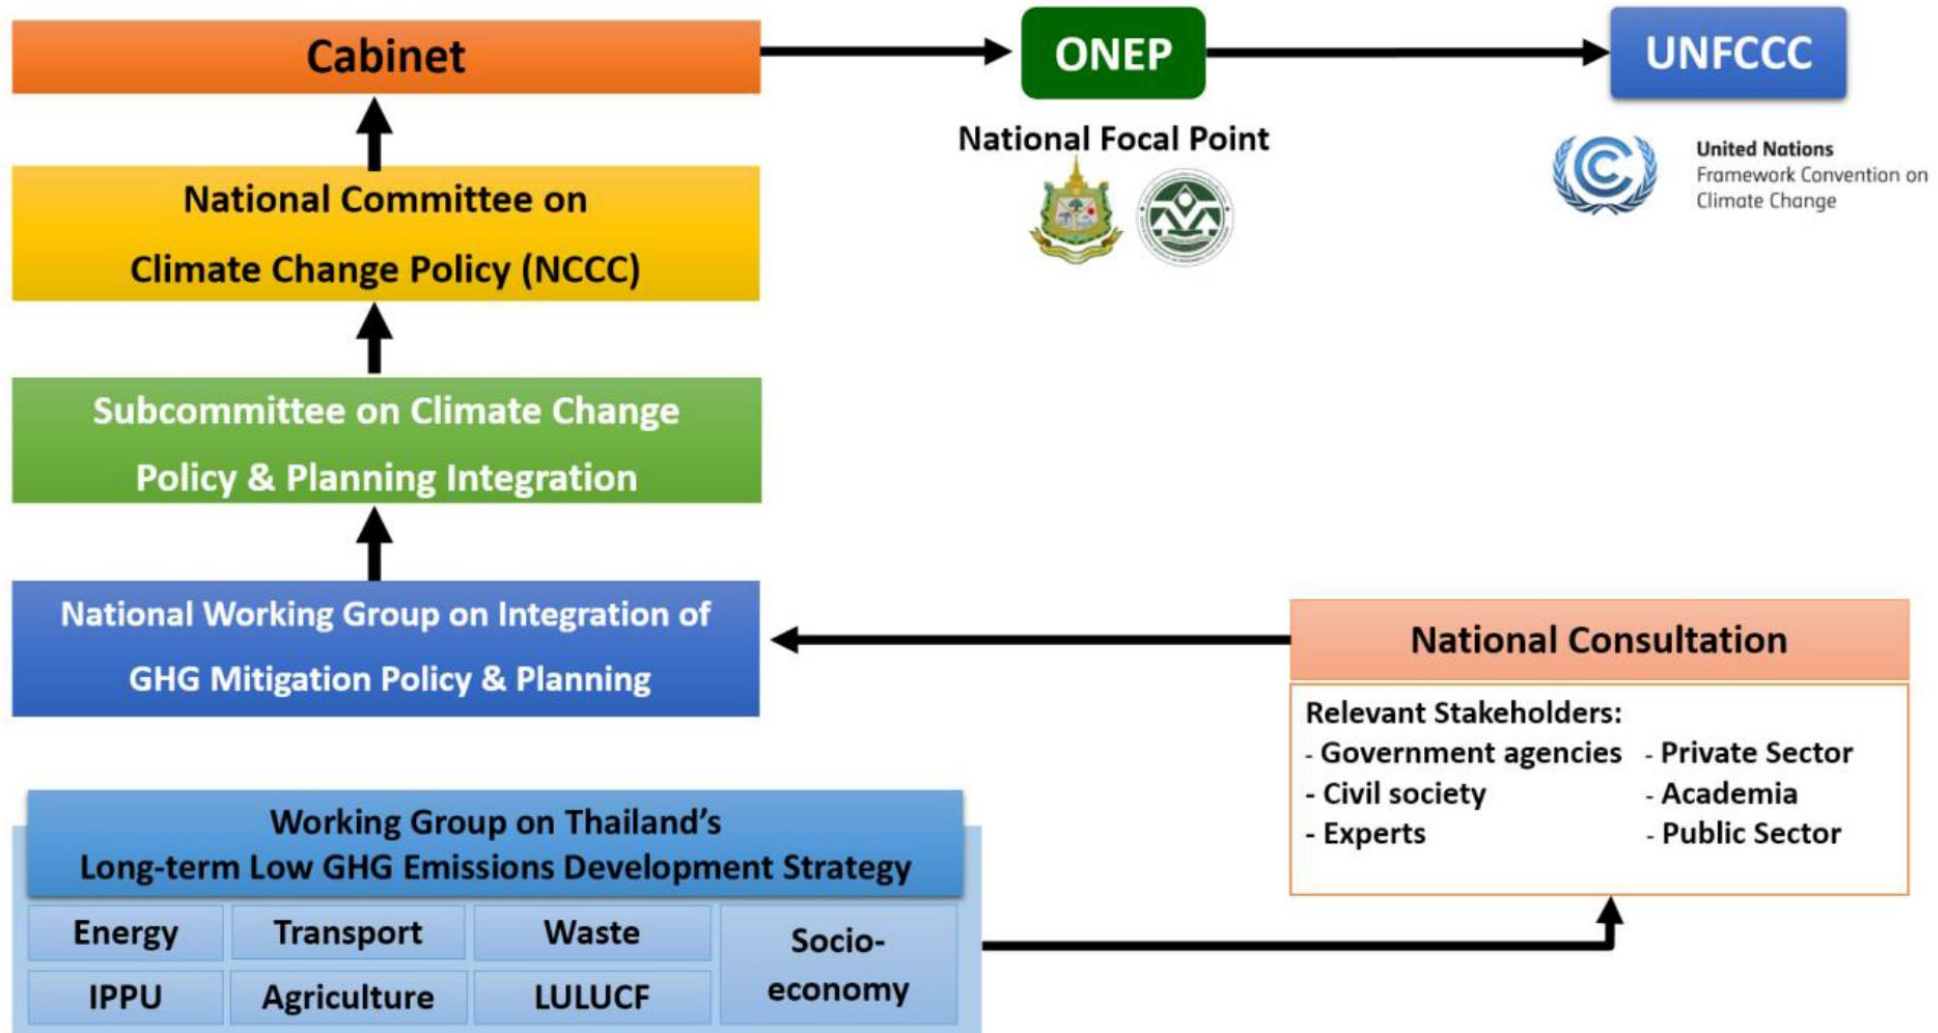 Cabinet
ONEP
UNFCCC
National Focal Point
United Nations
Framework Convention on
Climate Change
National Committee on
Climate Change Policy (NCCC)
Subcommittee on Climate Change
Policy & Planning Integration
National Working Group on Integration of
GHG Mitigation Policy & Planning
National Consultation
Relevant Stakeholders:
- Government agencies - Private Sector
- Civil society - Academia
- Experts - Public Sector
Working Group on Thailand’s
Long-term Low GHG Emissions Development Strategy
Energy Transport Waste
Socio-
economy
IPPU Agriculture LULUCF